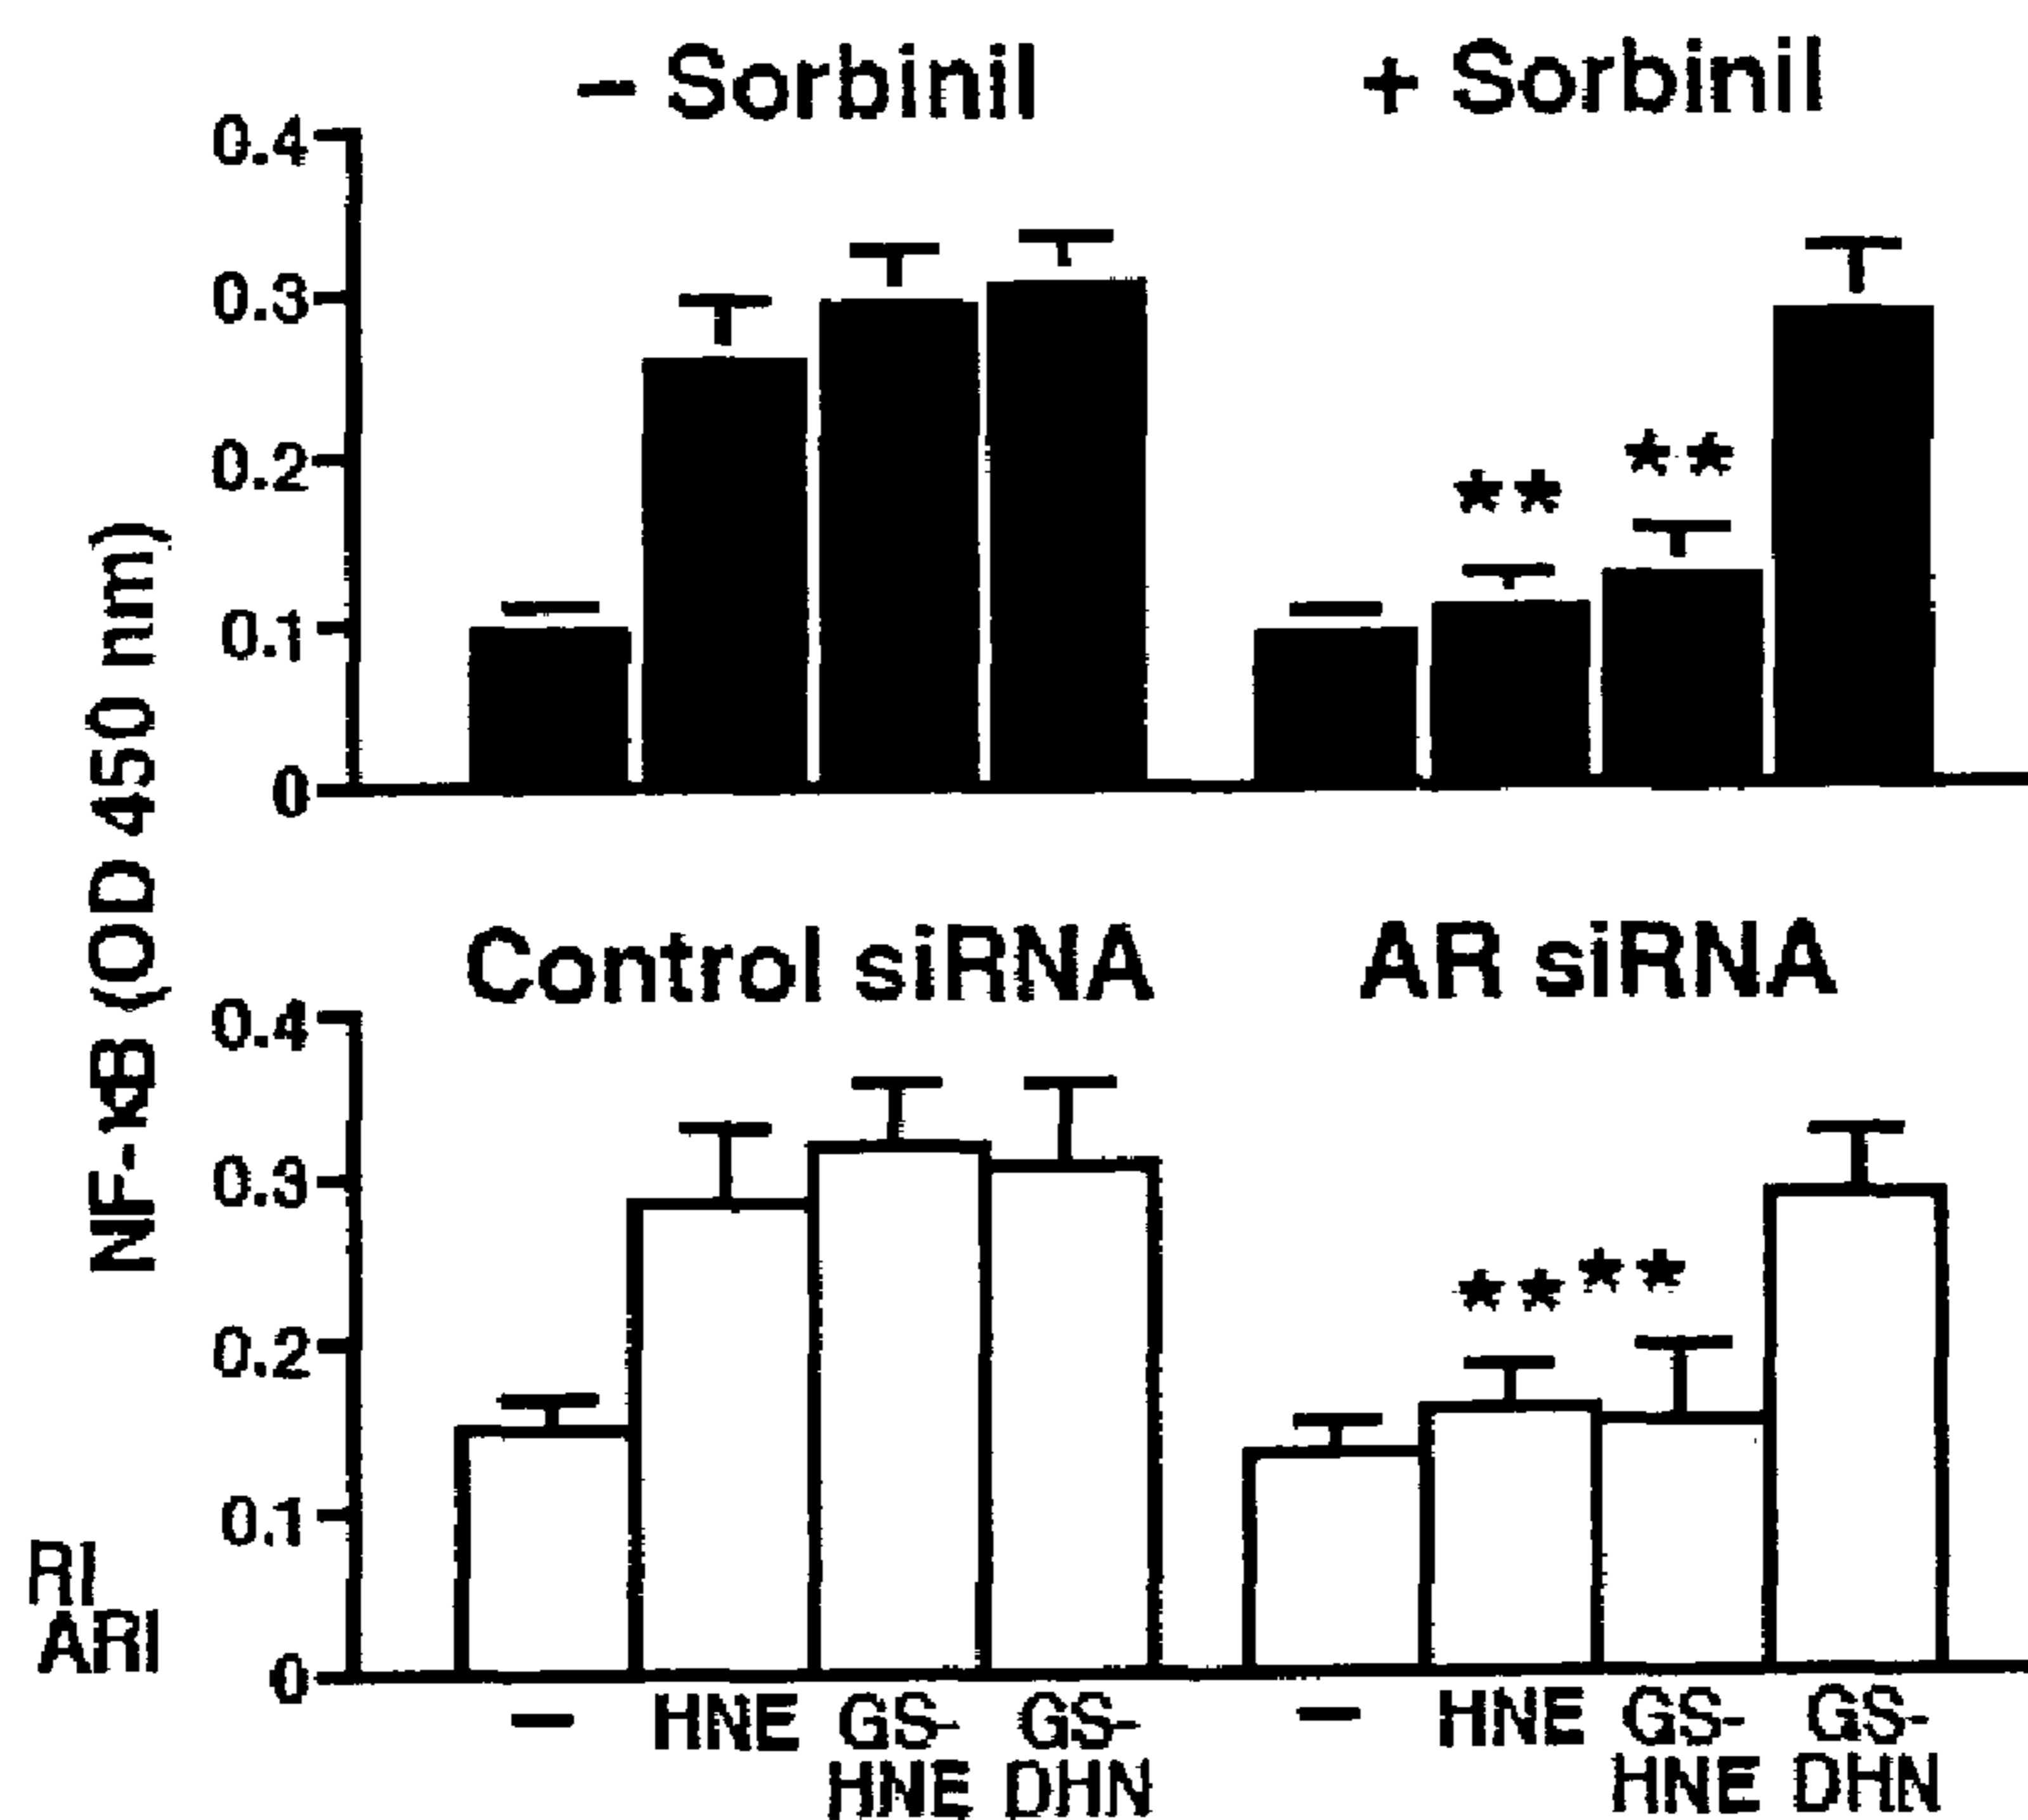 – Sorbinil
+ Sorbinil
0.4
0.3
0.2
0.1
0
**
**
NF-κB (OD 450 nm)
Control siRNA
AR siRNA
0.4
0.3
0.2
0.1
0
**
**
RI
ARI
– HNE GS-HNE GS-DHN
– HNE GS-HNE GS-DHN